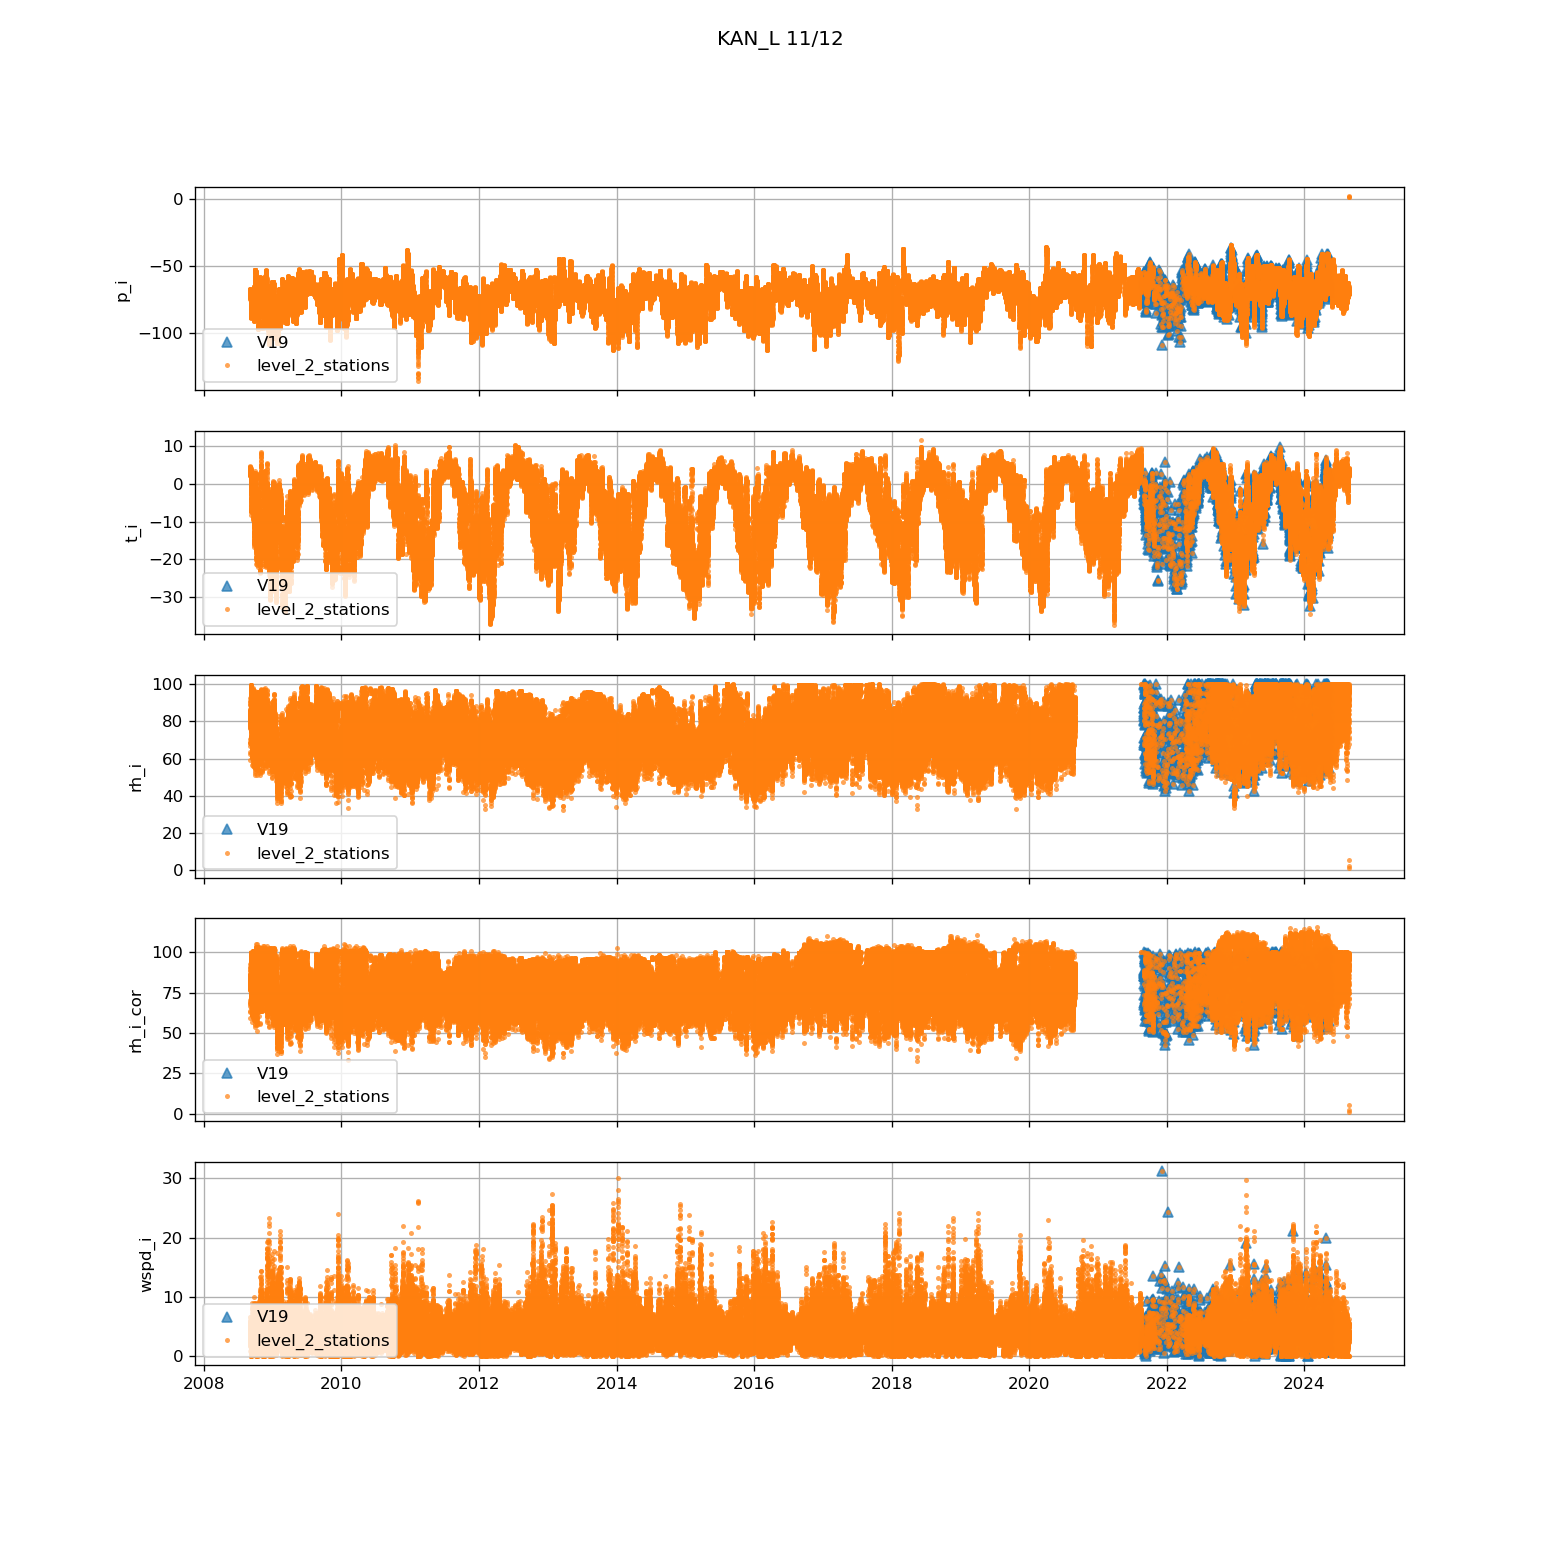 KAN_L 11/12
0
−50
−100
p_i
V19
level_2_stations
10
0
−10
−20
−30
t_i
V19
level_2_stations
100
80
60
40
20
0
rh_i
V19
level_2_stations
100
75
50
25
0
rh_i_cor
V19
level_2_stations
30
20
10
0
wspd_i
V19
level_2_stations
2008 2010 2012 2014 2016 2018 2020 2022 2024